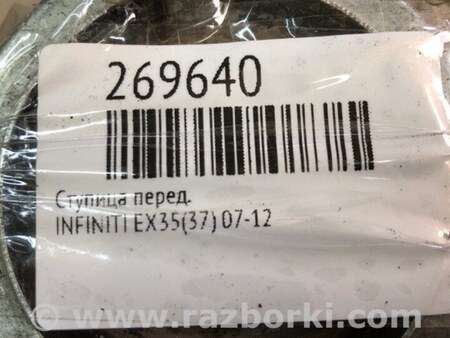 269640
Ступица перед.
INFINITI EX35(37) 07-12
www.razborki.com